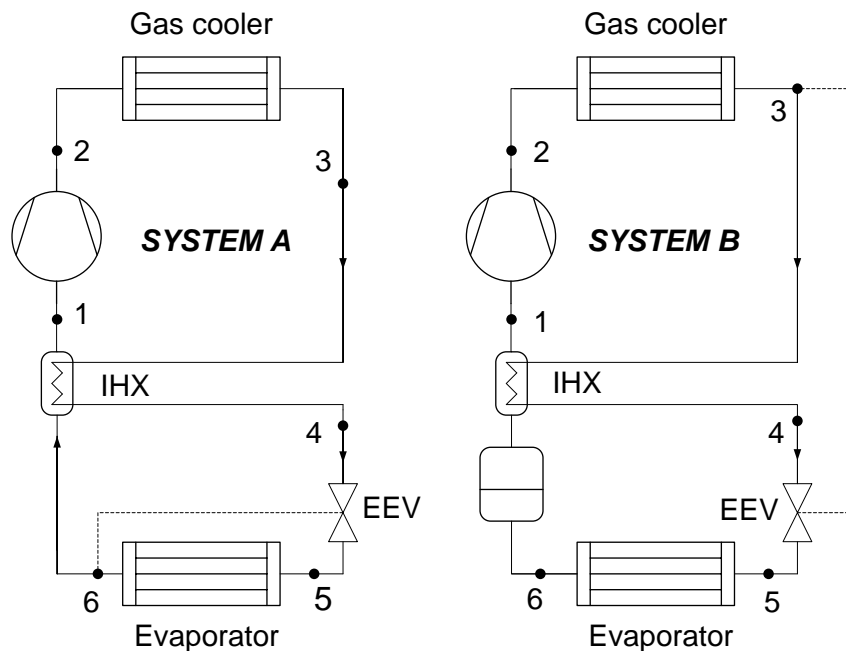 Gas cooler
2
3
SYSTEM A
1
IHX
4
EEV
6
5
Evaporator
Gas cooler
3
2
SYSTEM B
1
IHX
4
EEV
6
5
Evaporator